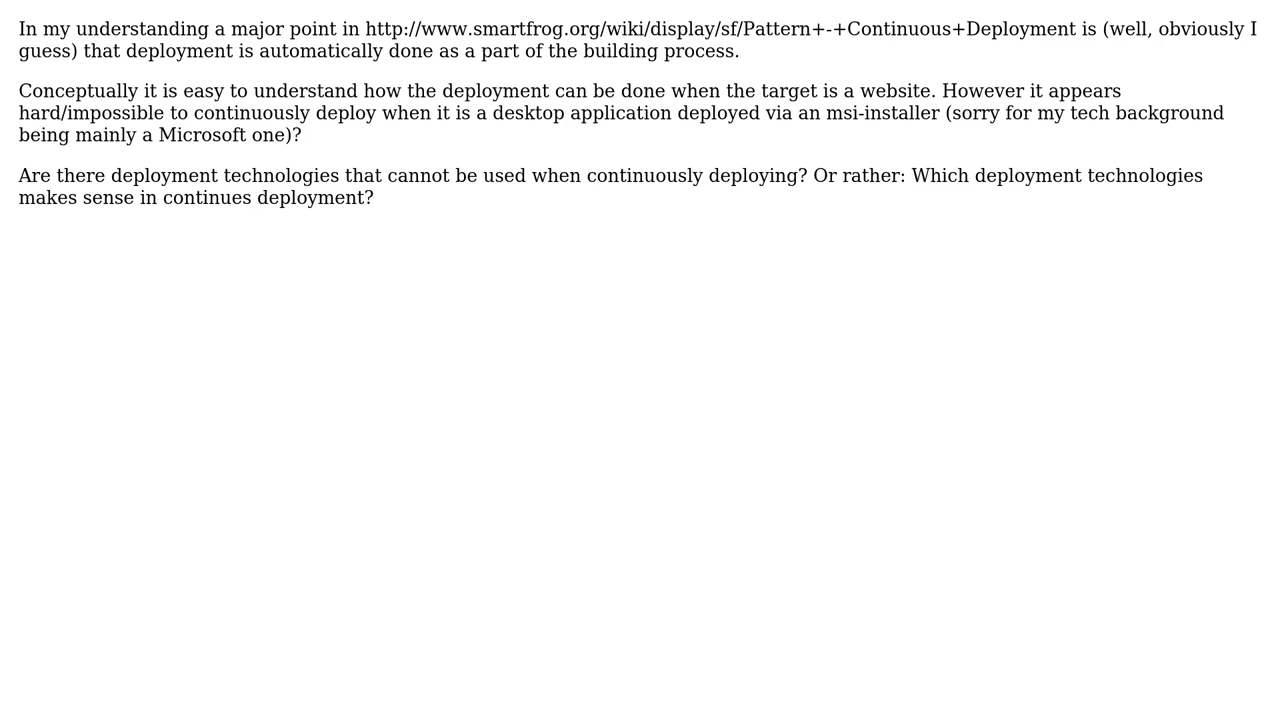 In my understanding a major point in http://www.smartfrog.org/wiki/display/sf/Pattern+-+Continuous+Deployment is (well, obviously I
guess) that deployment is automatically done as a part of the building process.
Conceptually it is easy to understand how the deployment can be done when the target is a website. However it appears
hard/impossible to continuously deploy when it is a desktop application deployed via an msi-installer (sorry for my tech background
being mainly a Microsoft one)?
Are there deployment technologies that cannot be used when continuously deploying? Or rather: Which deployment technologies
makes sense in continues deployment?